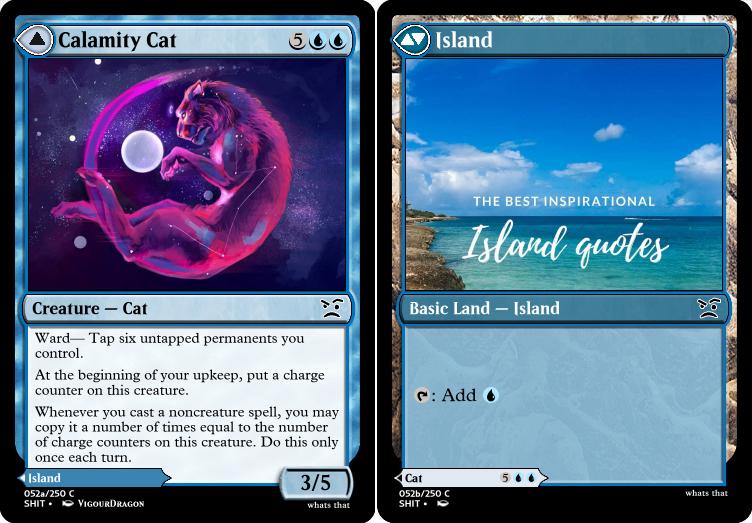 Calamity Cat 5
Creature — Cat
Ward— Tap six untapped permanents you
control.
At the beginning of your upkeep, put a charge
counter on this creature.
Whenever you cast a noncreature spell, you may
copy it a number of times equal to the number
of charge counters on this creature. Do this only
once each turn.
Island
3/5
052a/250 C
SHIT • VigourDragon
whats that
Island
THE BEST INSPIRATIONAL
Island quotes
Basic Land — Island
: Add
Cat 5
052b/250 C
SHIT •
whats that